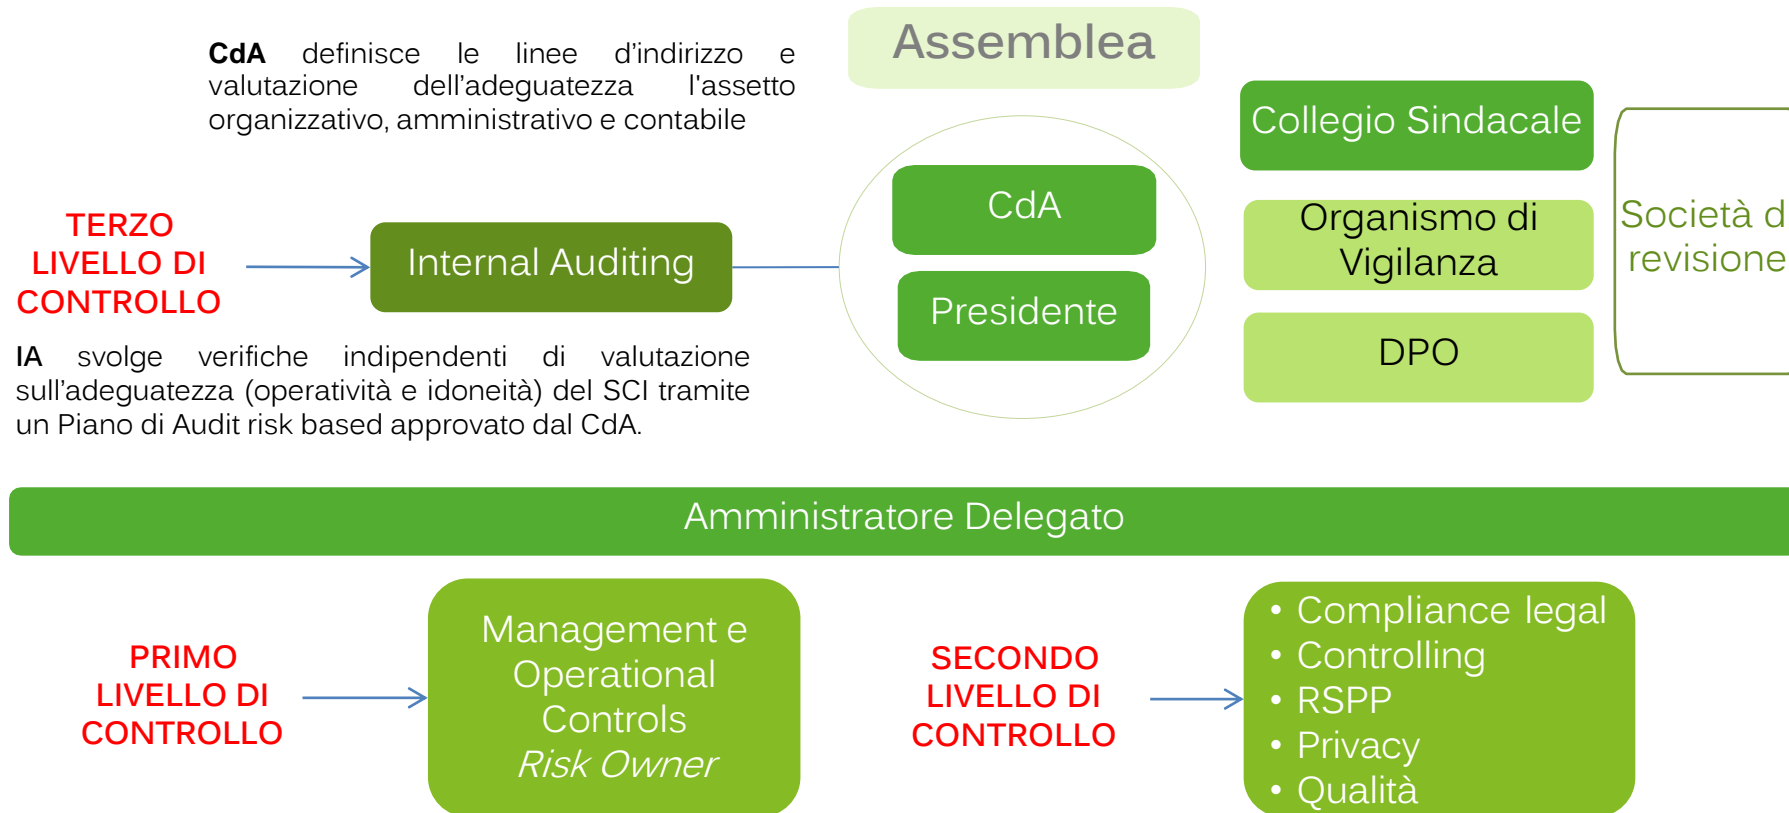 Assemblea
CdA definisce le linee d'indirizzo e
valutazione dell'adeguatezza l'assetto
organizzativo, amministrativo e contabile
Collegio Sindacale
CdA
Organismo di
Vigilanza
Società d
revisione
TERZO
LIVELLO DI
CONTROLLO
Internal Auditing
Presidente
DPO
IA svolge verifiche indipendenti di valutazione
sull'adeguatezza (operatività e idoneità) del SCI tramite
un Piano di Audit risk based approvato dal CdA.
Amministratore Delegato
PRIMO
LIVELLO DI
CONTROLLO
Management e
Operational
Controls
Risk Owner
SECONDO
LIVELLO DI
CONTROLLO
• Compliance legal
• Controlling
• RSPP
• Privacy
• Qualità